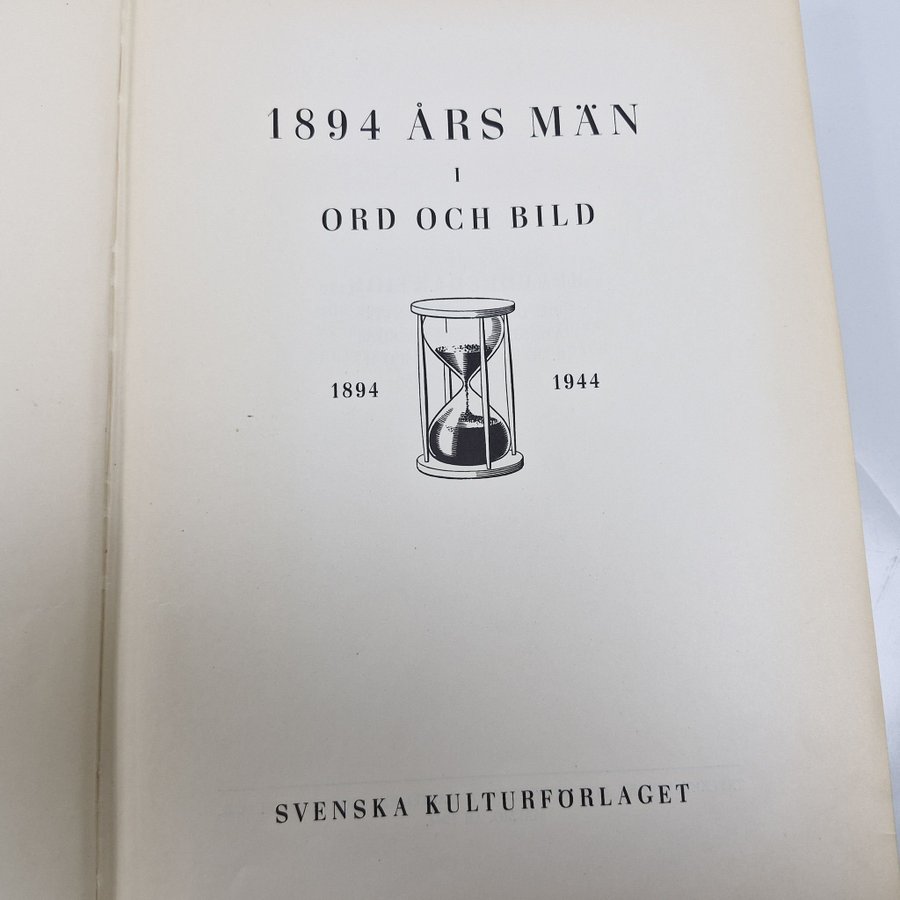 1894 ÅRS MÄN
I
ORD OCH BILD
1894 1944
SVENSKA KULTURFÖRLAGET